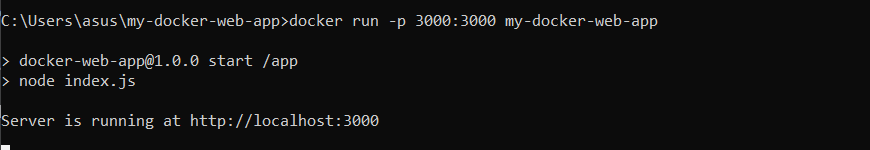 C:\Users\asus\my-docker-web-app>docker run -p 3000:3000 my-docker-web-app
> docker-web-app@1.0.0 start /app
> node index.js
Server is running at http://localhost:3000